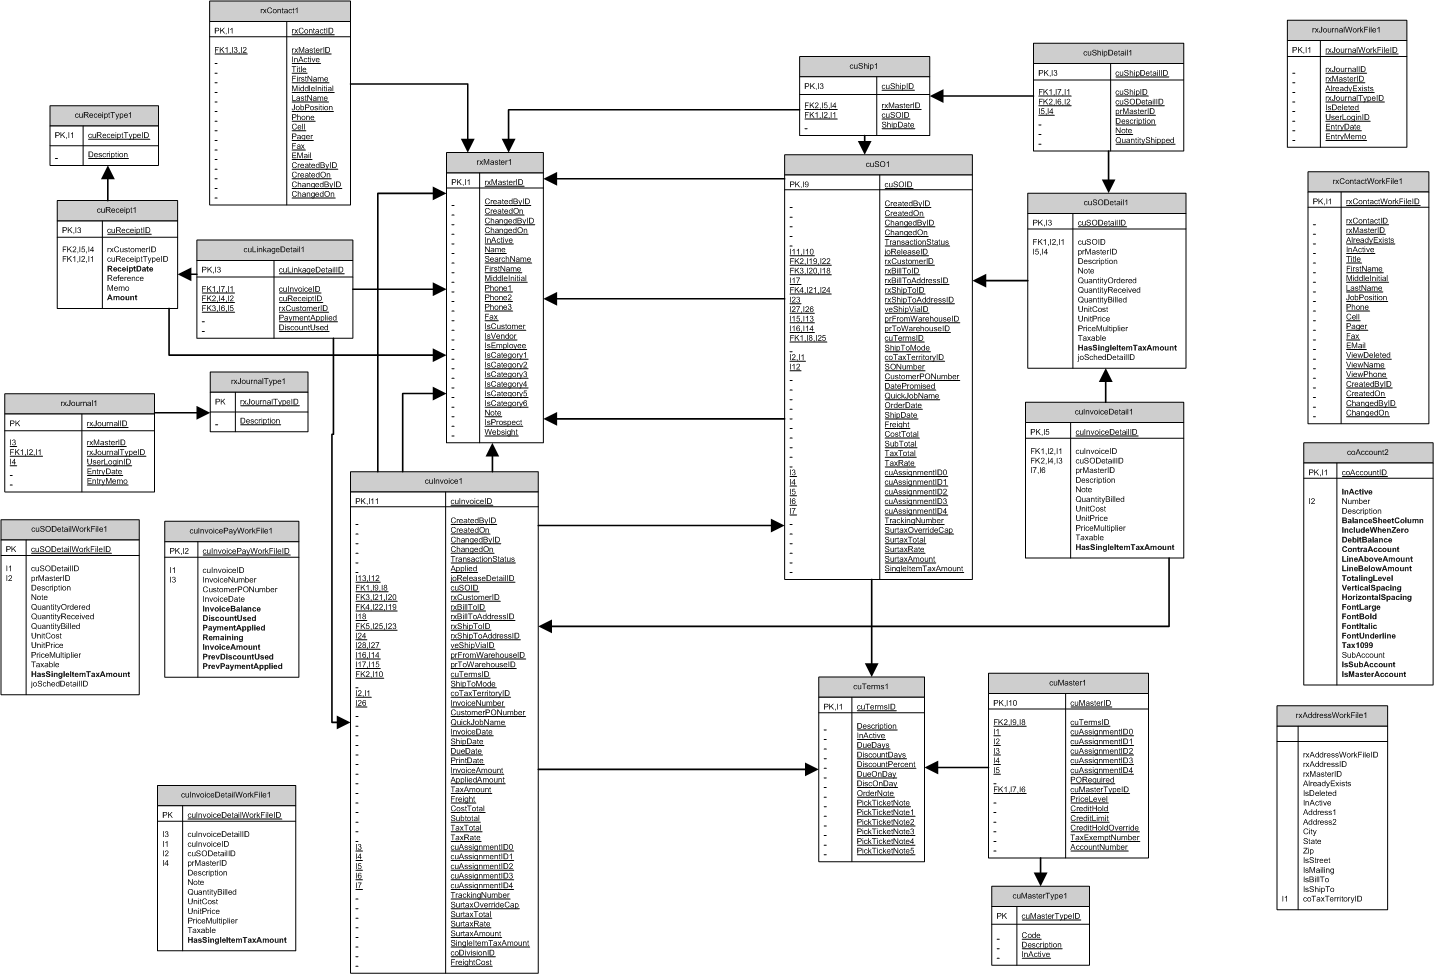 rxContact1
PK,I1 rxContactID
FK1,I3,I2 rxMasterID
- InActive
- Title
- FirstName
- MiddleInitial
- LastName
- JobPosition
- Phone
- Cell
- Pager
- Fax
- EMail
- CreatedByID
- CreatedOn
- ChangedByID
- ChangedOn
cuReceiptType1
PK,I1 cuReceiptTypeID
- Description
cuReceipt1
PK,I3 cuReceiptID
FK2,I5,I4 rxCustomerID
FK1,I2,I1 cuReceiptTypeID
ReceiptDate
Reference
Memo
Amount
cuLinkageDetail1
PK,I3 cuLinkageDetailID
FK1,I7,I1 cuInvoiceID
FK2,I4,I2 cuReceiptID
FK3,I6,I5 rxCustomerID
- PaymentApplied
- DiscountUsed
rxJournalType1
PK rxJournalTypeID
- Description
rxJournal1
PK rxJournalID
I3 rxMasterID
FK1,I2,I1 rxJournalTypeID
I4 UserLoginID
- EntryDate
- EntryMemo
cuSODetailWorkFile1
PK cuSODetailWorkFileID
I1 cuSODetailID
I2 prMasterID
Description
Note
QuantityOrdered
QuantityReceived
QuantityBilled
UnitCost
UnitPrice
PriceMultiplier
Taxable
HasSingleItemTaxAmount
joSchedDetailID
cuInvoicePayWorkFile1
PK,I2 cuInvoicePayWorkFileID
I1 cuInvoiceID
I3 InvoiceNumber
CustomerPONumber
InvoiceDate
InvoiceBalance
DiscountUsed
PaymentApplied
Remaining
InvoiceAmount
PrevDiscountUsed
PrevPaymentApplied
cuInvoiceDetailWorkFile1
PK cuInvoiceDetailWorkFileID
I3 cuInvoiceDetailID
I1 cuInvoiceID
I2 cuSODetailID
I4 prMasterID
Description
Note
QuantityBilled
UnitCost
UnitPrice
PriceMultiplier
Taxable
HasSingleItemTaxAmount
rxMaster1
PK,I1 rxMasterID
- CreatedByID
- CreatedOn
- ChangedByID
- ChangedOn
- InActive
- Name
- SearchName
- FirstName
- MiddleInitial
- Phone1
- Phone2
- Phone3
- Fax
- IsCustomer
- IsVendor
- IsEmployee
- IsCategory1
- IsCategory2
- IsCategory3
- IsCategory4
- IsCategory5
- IsCategory6
- Note
- IsProspect
- Websight
cuInvoice1
PK,I11 cuInvoiceID
- CreatedByID
- CreatedOn
- ChangedByID
- ChangedOn
- TransactionStatus
- Applied
I13,I12 joReleaseDetailID
FK1,I9,I8 cuSOID
FK3,I21,I20 rxCustomerID
FK4,I22,I19 rxBillToID
I18 rxBillToAddressID
FK5,I25,I23 rxShipToID
I24 rxShipToAddressID
I28,I27 veShipViaID
I16,I14 prFromWarehouseID
I17,I15 prToWarehouseID
FK2,I10 cuTermsID
- ShipToMode
I2,I1 coTaxTerritoryID
I26 InvoiceNumber
- CustomerPONumber
- QuickJobName
- InvoiceDate
- ShipDate
- DueDate
- PrintDate
- InvoiceAmount
- AppliedAmount
- TaxAmount
- Freight
- CostTotal
- Subtotal
- TaxTotal
- TaxRate
I3 cuAssignmentID0
I4 cuAssignmentID1
I5 cuAssignmentID2
I6 cuAssignmentID3
I7 cuAssignmentID4
- TrackingNumber
- SurtaxOverrideCap
- SurtaxTotal
- SurtaxRate
- SurtaxAmount
- SingleItemTaxAmount
- coDivisionID
- FreightCost
cuShip1
PK,I3 cuShipID
FK2,I5,I4 rxMasterID
FK1,I2,I1 cuSOID
- ShipDate
cuSO1
PK,I9 cuSOID
- CreatedByID
- CreatedOn
- ChangedByID
- ChangedOn
- TransactionStatus
I11,I10 joReleaseID
FK2,I19,I22 rxCustomerID
FK3,I20,I18 rxBillToID
I17 rxBillToAddressID
FK4,I21,I24 rxShipToID
I23 rxShipToAddressID
I27,I26 veShipViaID
I15,I13 prFromWarehouseID
I16,I14 prToWarehouseID
FK1,I8,I25 cuTermsID
- ShipToMode
I2,I1 coTaxTerritoryID
I12 SONumber
- CustomerPONumber
- DatePromised
- QuickJobName
- OrderDate
- ShipDate
- Freight
- CostTotal
- SubTotal
- TaxTotal
- TaxRate
I3 cuAssignmentID0
I4 cuAssignmentID1
I5 cuAssignmentID2
I6 cuAssignmentID3
I7 cuAssignmentID4
- TrackingNumber
- SurtaxOverrideCap
- SurtaxTotal
- SurtaxRate
- SurtaxAmount
- SingleItemTaxAmount
cuTerms1
PK,I1 cuTermsID
- Description
- InActive
- DueDays
- DiscountDays
- DiscountPercent
- DueOnDay
- DiscOnDay
- OrderNote
- PickTicketNote
- PickTicketNote1
- PickTicketNote2
- PickTicketNote3
- PickTicketNote4
- PickTicketNote5
cuShipDetail1
PK,I3 cuShipDetailID
FK1,I7,I1 cuShipID
FK2,I6,I2 cuSODetailID
I5,I4 prMasterID
- Description
- Note
- QuantityShipped
cuSODetail1
PK,I3 cuSODetailID
FK1,I2,I1 cuSOID
I5,I4 prMasterID
Description
Note
QuantityOrdered
QuantityReceived
QuantityBilled
UnitCost
UnitPrice
PriceMultiplier
Taxable
HasSingleItemTaxAmount
joSchedDetailID
cuInvoiceDetail1
PK,I5 cuInvoiceDetailID
FK1,I2,I1 cuInvoiceID
FK2,I4,I3 cuSODetailID
I7,I6 prMasterID
Description
Note
QuantityBilled
UnitCost
UnitPrice
PriceMultiplier
Taxable
HasSingleItemTaxAmount
cuMaster1
PK,I10 cuMasterID
FK2,I9,I8 cuTermsID
I1 cuAssignmentID0
I2 cuAssignmentID1
I3 cuAssignmentID2
I4 cuAssignmentID3
I5 cuAssignmentID4
- PORequired
FK1,I7,I6 cuMasterTypeID
- PriceLevel
- CreditHold
- CreditLimit
- CreditHoldOverride
- TaxExemptNumber
- AccountNumber
cuMasterType1
PK cuMasterTypeID
- Code
- Description
- InActive
rxJournalWorkFile1
PK,I1 rxJournalWorkFileID
- rxJournalID
- rxMasterID
- AlreadyExists
- rxJournalTypeID
- IsDeleted
- UserLoginID
- EntryDate
- EntryMemo
rxContactWorkFile1
PK,I1 rxContactWorkFileID
- rxContactID
- rxMasterID
- AlreadyExists
- InActive
- Title
- FirstName
- MiddleInitial
- LastName
- JobPosition
- Phone
- Cell
- Pager
- Fax
- EMail
- ViewDeleted
- ViewName
- ViewPhone
- CreatedByID
- CreatedOn
- ChangedByID
- ChangedOn
coAccount2
PK,I1 coAccountID
InActive
I2 Number
Description
BalanceSheetColumn
IncludeWhenZero
DebitBalance
ContraAccount
LineAboveAmount
LineBelowAmount
TotalingLevel
VerticalSpacing
HorizontalSpacing
FontLarge
FontBold
FontItalic
FontUnderline
Tax1099
SubAccount
IsSubAccount
IsMasterAccount
rxAddressWorkFile1
rxAddressWorkFileID
rxAddressID
rxMasterID
AlreadyExists
IsDeleted
InActive
Address1
Address2
City
State
Zip
IsStreet
IsMailing
IsBillTo
IsShipTo
I1 coTaxTerritoryID